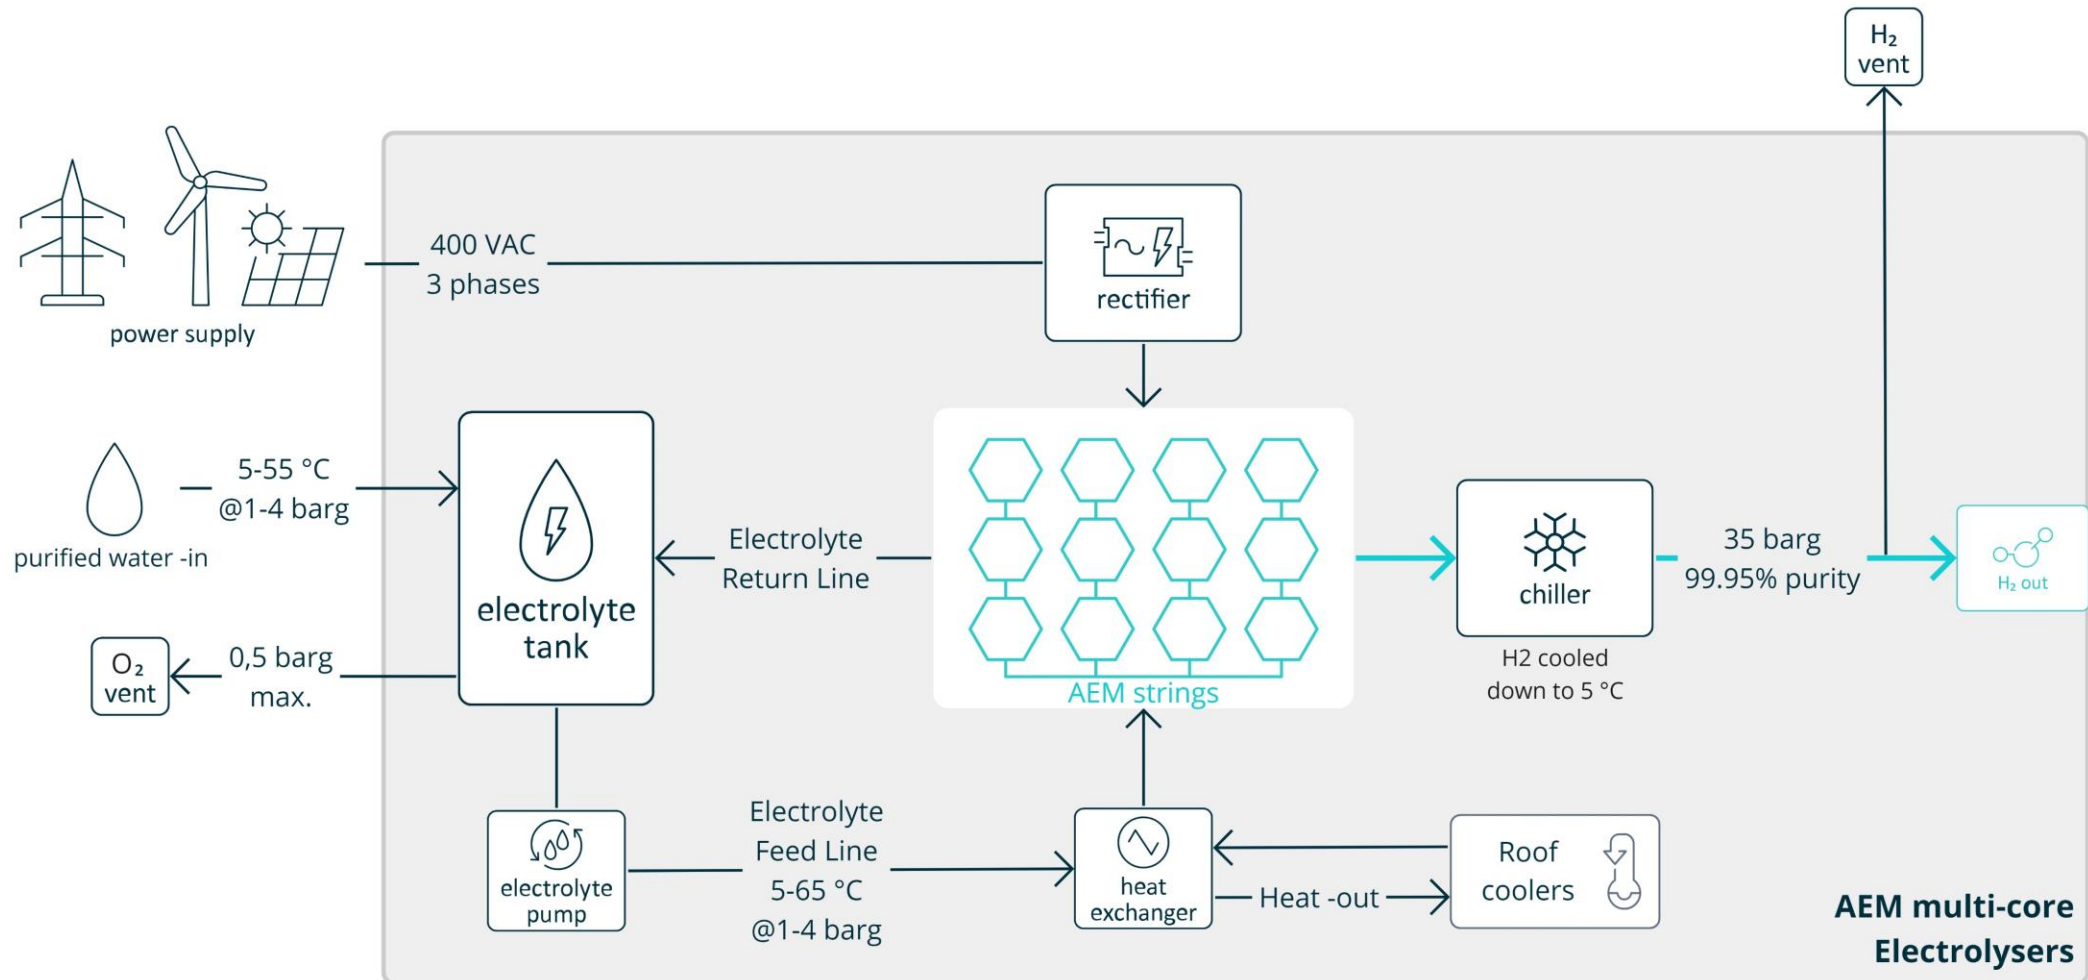 H₂
vent
400 VAC
3 phases
rectifier
power supply
5-55 °C
@1-4 barg
purified water -in
electrolyte
tank
Electrolyte
Return Line
AEM strings
chiller
H2 cooled
down to 5 °C
35 barg
99.95% purity
H₂ out
O₂
vent
0,5 barg
max.
electrolyte
pump
Electrolyte
Feed Line
5-65 °C
@1-4 barg
heat
exchanger
Heat -out
Roof
coolers
AEM multi-core
Electrolysers